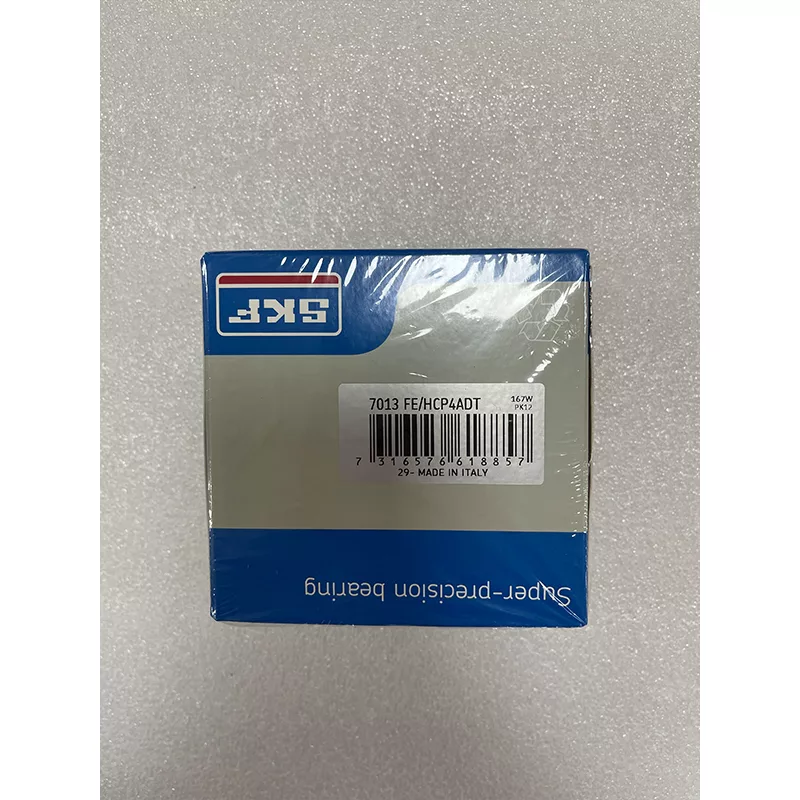 SKF
7013 FE/HCP4ADT
167W
PK12
7 316576 618857
29- MADE IN ITALY
Super-precision bearing